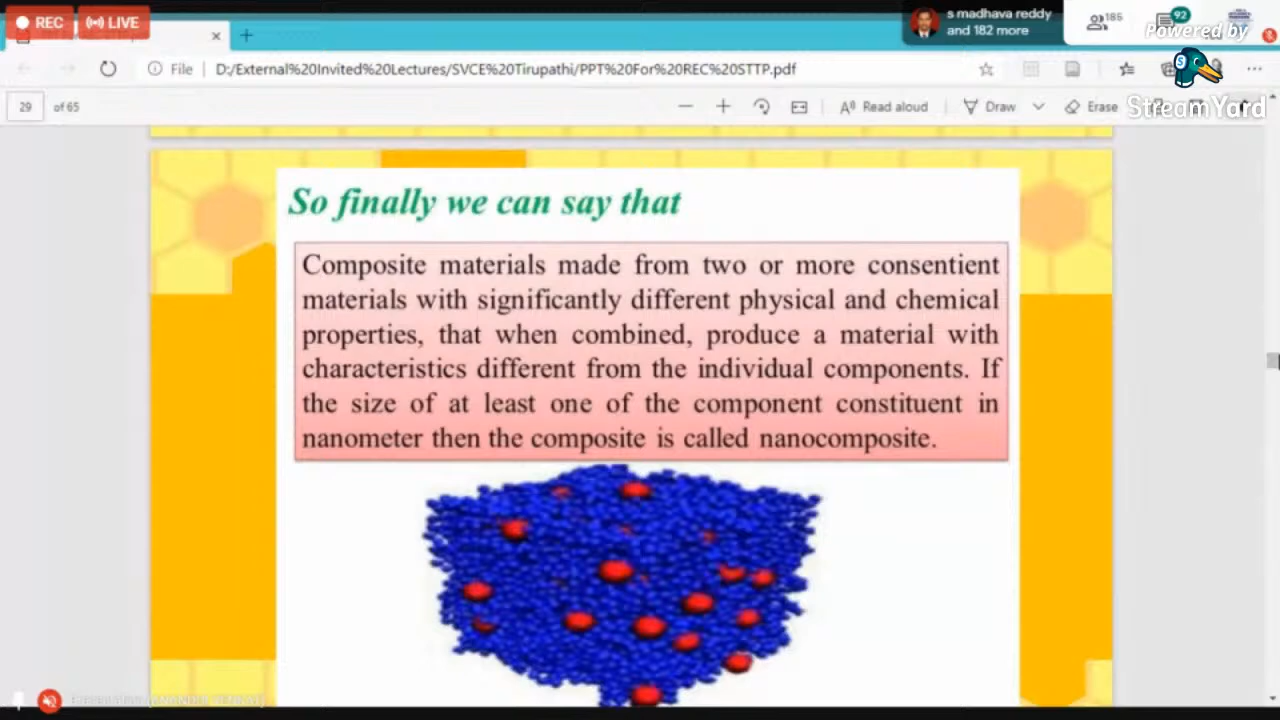 REC
LIVE
s madhava reddy
and 182 more
185
92
Powered by
File
D:/External%20Invited%20Lectures/SVCE%20Tirupathi/PPT%20For%20REC%20STTP.pdf
29
of 65
Read aloud
Draw
Erase
StreamYard
So finally we can say that
Composite materials made from two or more consentient
materials with significantly different physical and chemical
properties, that when combined, produce a material with
characteristics different from the individual components. If
the size of at least one of the component constituent in
nanometer then the composite is called nanocomposite.